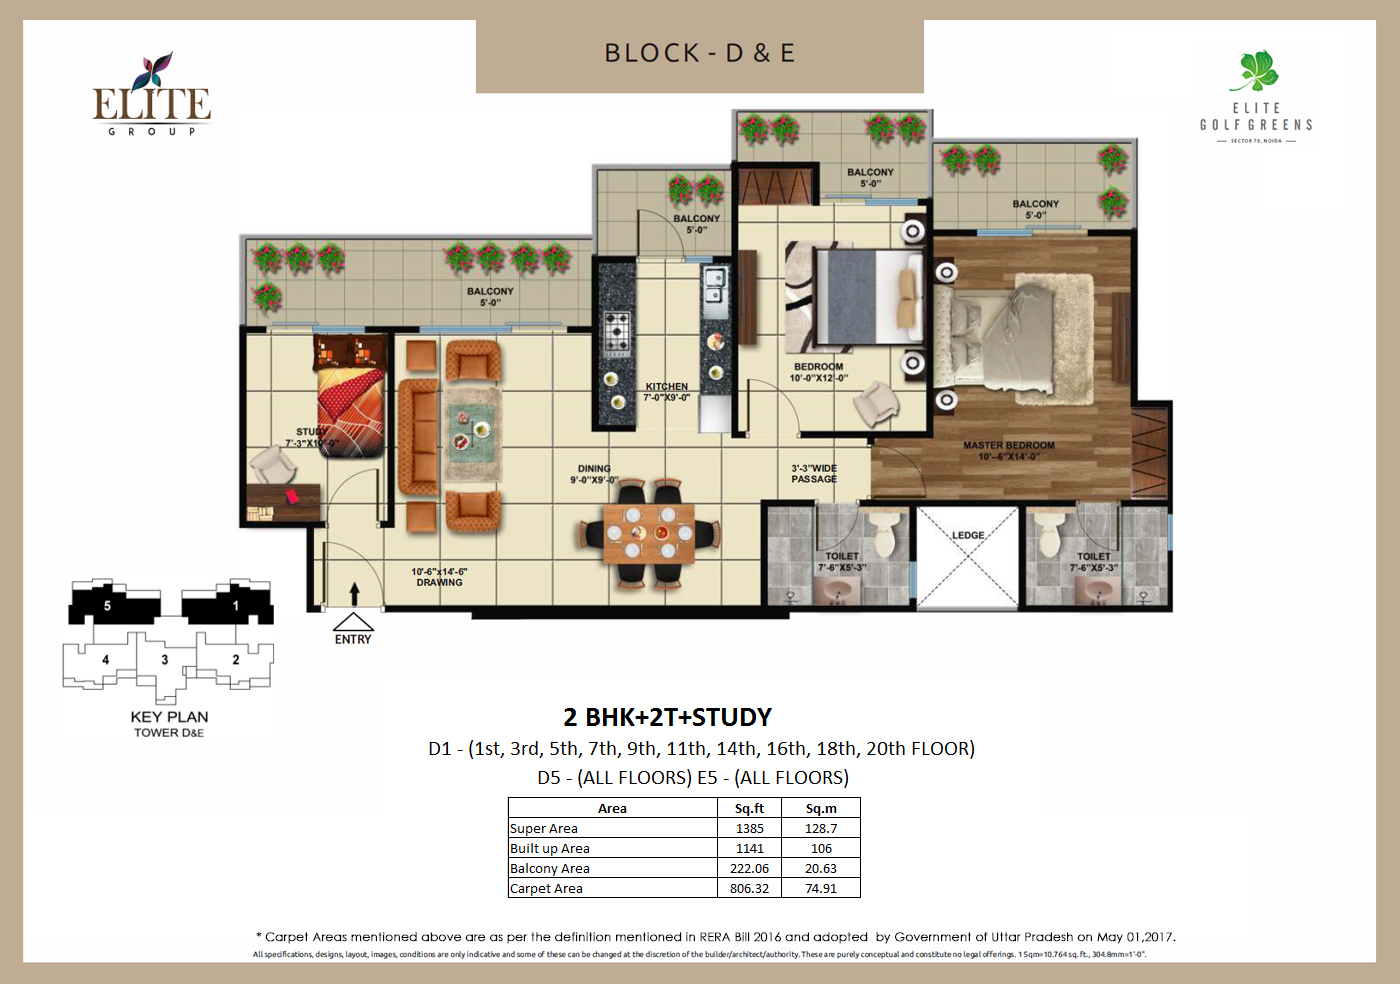 BLOCK - D & E
ELITE
GROUP
ELITE
GOLF GREENS
SECTOR 79, NOIDA
BALCONY
5'-0"
BALCONY
5'-0"
BALCONY
5'-0"
BALCONY
5'-0"
BEDROOM
10'-0"X12'-0"
KITCHEN
7'-0"X9'-0"
STUDY
7'-3"X10'-0"
MASTER BEDROOM
10'--6"X14'-0"
DINING
9'-0"X9'-0"
3'-3"WIDE
PASSAGE
LEDGE
TOILET
7'-6"X5'-3"
TOILET
7'-6"X5'-3"
10'-6"x14'-6"
DRAWING
ENTRY
5
1
4
3
2
KEY PLAN
TOWER D&E
2 BHK+2T+STUDY
D1 - (1st, 3rd, 5th, 7th, 9th, 11th, 14th, 16th, 18th, 20th FLOOR)
D5 - (ALL FLOORS) E5 - (ALL FLOORS)
Area Sq.ft Sq.m
Super Area 1385 128.7
Built up Area 1141 106
Balcony Area 222.06 20.63
Carpet Area 806.32 74.91
* Carpet Areas mentioned above are as per the definition mentioned in RERA Bill 2016 and adopted by Government of Uttar Pradesh on May 01,2017.
All specifications, designs, layout, images, conditions are only indicative and some of these can be changed at the discretion of the builder/architect/authority. These are purely conceptual and constitute no legal offerings. 1 Sqm=10.764 sq. ft., 304.8mm=1'-0".